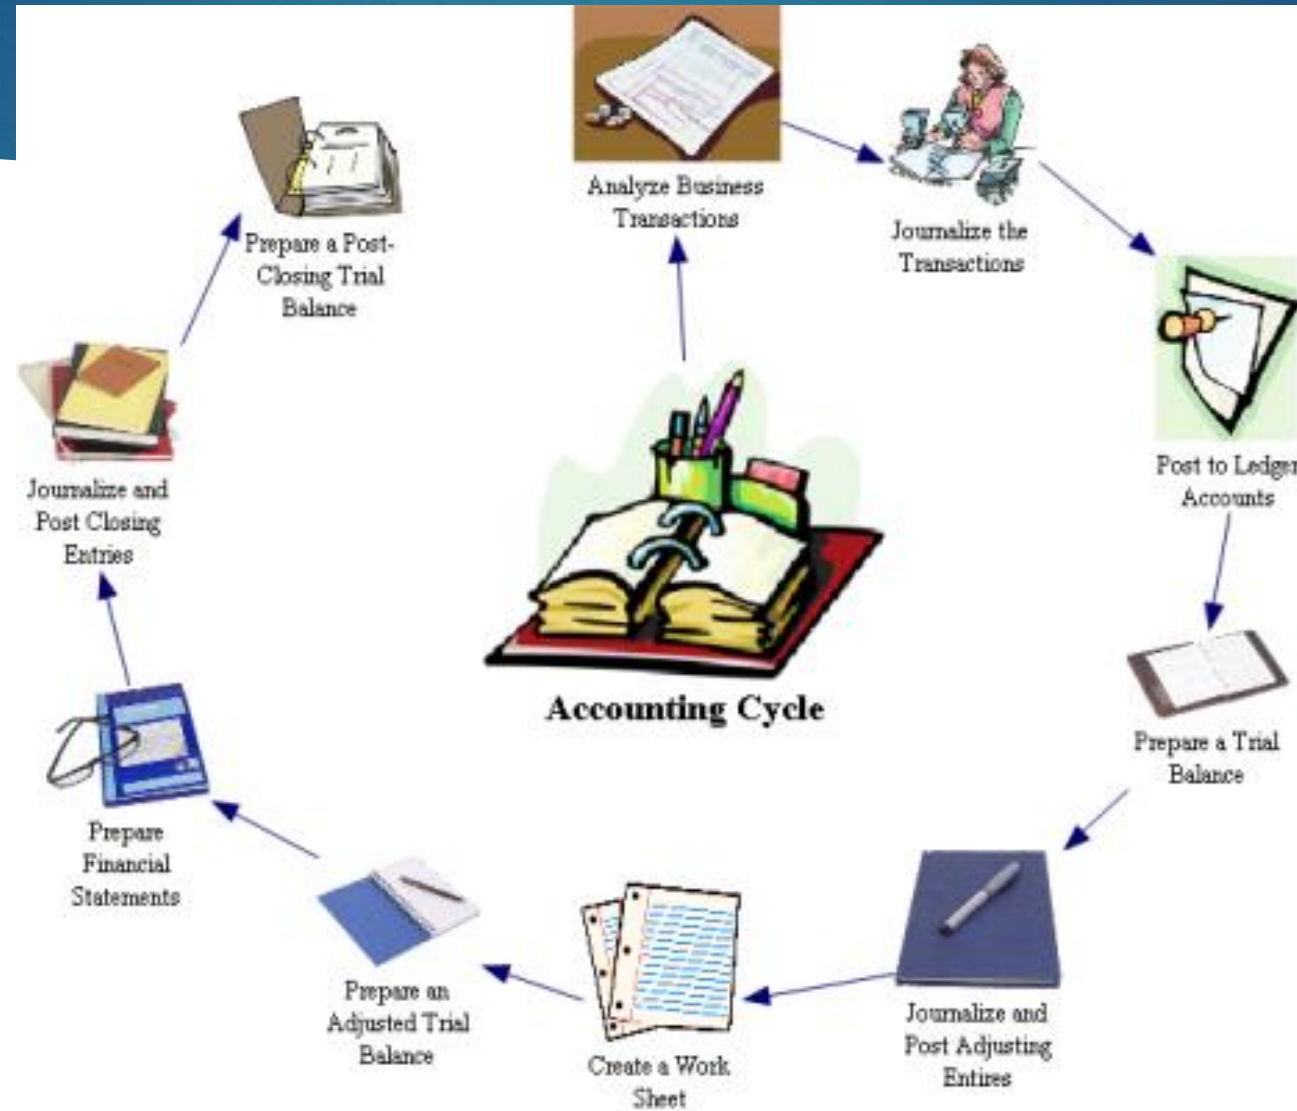 Analyze Business
Transactions
Journalize the
Transactions
Post to Ledger
Accounts
Prepare a Trial
Balance
Journalize and
Post Adjusting
Entires
Create a Work
Sheet
Prepare an
Adjusted Trial
Balance
Prepare
Financial
Statements
Journalize and
Post Closing
Entries
Prepare a Post-
Closing Trial
Balance
Accounting Cycle